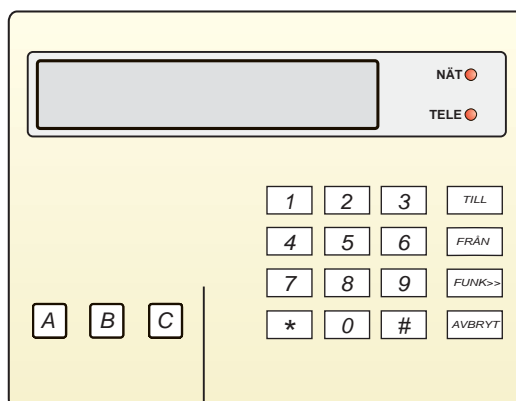 NÄT
TELE
1 2 3 TILL
4 5 6 FRÅN
7 8 9 FUNK>>
* 0 # AVBRYT
A B C